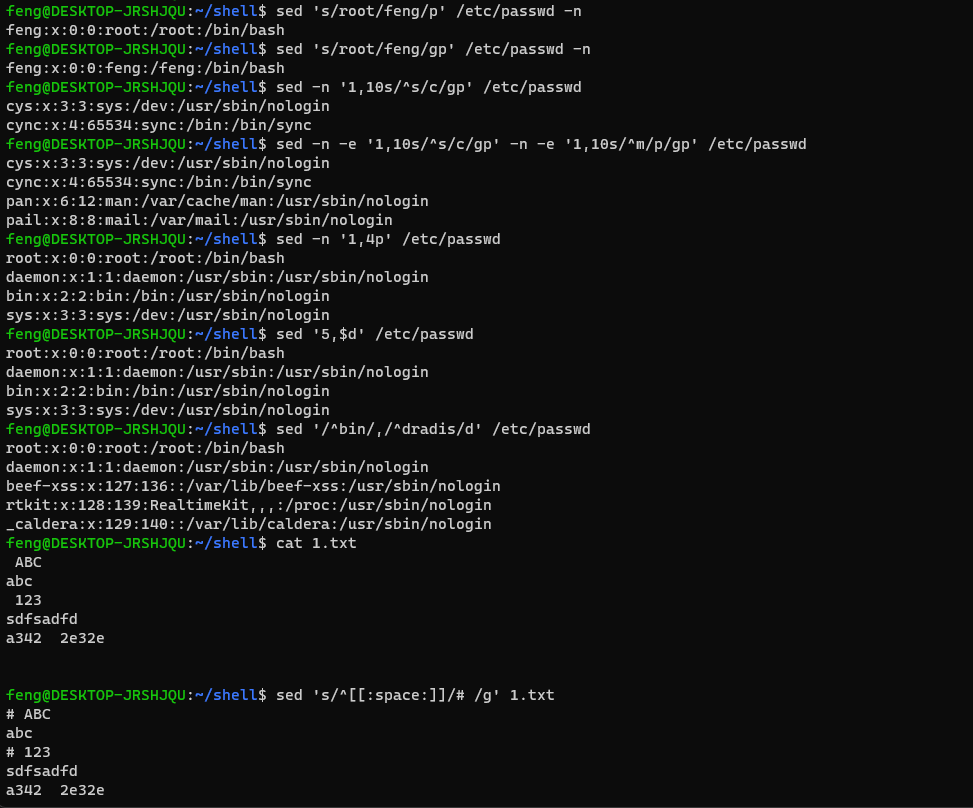 feng@DESKTOP-JRSHJQU:~/shell$ sed 's/root/feng/p' /etc/passwd -n
feng:x:0:0:root:/root:/bin/bash
feng@DESKTOP-JRSHJQU:~/shell$ sed 's/root/feng/gp' /etc/passwd -n
feng:x:0:0:feng:/feng:/bin/bash
feng@DESKTOP-JRSHJQU:~/shell$ sed -n '1,10s/^s/c/gp' /etc/passwd
cys:x:3:3:sys:/dev:/usr/sbin/nologin
cync:x:4:65534:sync:/bin:/bin/sync
feng@DESKTOP-JRSHJQU:~/shell$ sed -n -e '1,10s/^s/c/gp' -n -e '1,10s/^m/p/gp' /etc/passwd
cys:x:3:3:sys:/dev:/usr/sbin/nologin
cync:x:4:65534:sync:/bin:/bin/sync
pan:x:6:12:man:/var/cache/man:/usr/sbin/nologin
pail:x:8:8:mail:/var/mail:/usr/sbin/nologin
feng@DESKTOP-JRSHJQU:~/shell$ sed -n '1,4p' /etc/passwd
root:x:0:0:root:/root:/bin/bash
daemon:x:1:1:daemon:/usr/sbin:/usr/sbin/nologin
bin:x:2:2:bin:/bin:/usr/sbin/nologin
sys:x:3:3:sys:/dev:/usr/sbin/nologin
feng@DESKTOP-JRSHJQU:~/shell$ sed '5,$d' /etc/passwd
root:x:0:0:root:/root:/bin/bash
daemon:x:1:1:daemon:/usr/sbin:/usr/sbin/nologin
bin:x:2:2:bin:/bin:/usr/sbin/nologin
sys:x:3:3:sys:/dev:/usr/sbin/nologin
feng@DESKTOP-JRSHJQU:~/shell$ sed '/^bin/,/^dradis/d' /etc/passwd
root:x:0:0:root:/root:/bin/bash
daemon:x:1:1:daemon:/usr/sbin:/usr/sbin/nologin
beef-xss:x:127:136::/var/lib/beef-xss:/usr/sbin/nologin
rtkit:x:128:139:RealtimeKit,,,:/proc:/usr/sbin/nologin
_caldera:x:129:140::/var/lib/caldera:/usr/sbin/nologin
feng@DESKTOP-JRSHJQU:~/shell$ cat 1.txt
 ABC
abc
 123
sdfsadfd
a342  2e32e
feng@DESKTOP-JRSHJQU:~/shell$ sed 's/^[[:space:]]/# /g' 1.txt
# ABC
abc
# 123
sdfsadfd
a342  2e32e